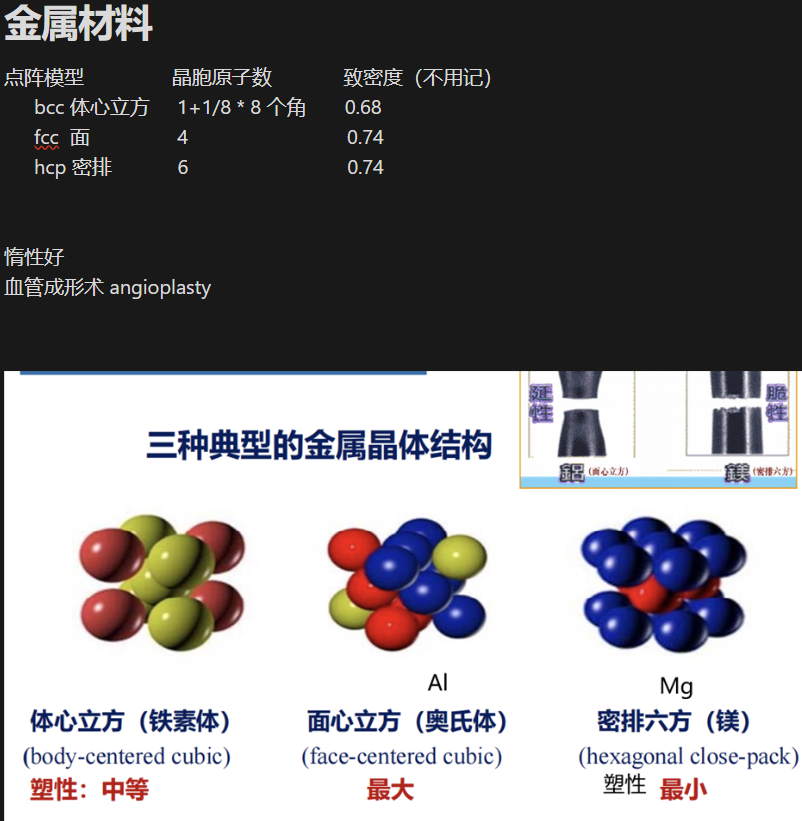 金属材料
点阵模型 晶胞原子数 致密度（不用记）
bcc 体心立方 1+1/8 * 8 个角 0.68
fcc 面 4 0.74
hcp 密排 6 0.74
惰性好
血管成形术 angioplasty
延性 脆性
鋁(面心立方) 鎂(密排六方)
三种典型的金属晶体结构
Al Mg
体心立方（铁素体） 面心立方（奥氏体） 密排六方（镁）
(body-centered cubic) (face-centered cubic) (hexagonal close-pack)
塑性：中等 最大 塑性 最小